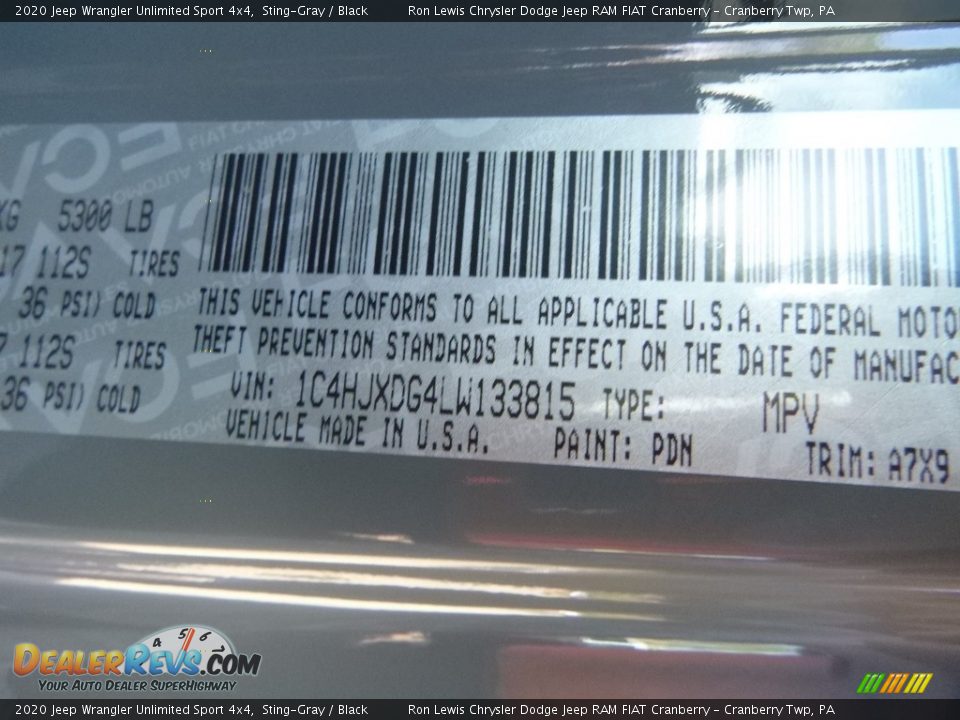 2020 Jeep Wrangler Unlimited Sport 4x4, Sting-Gray / Black Ron Lewis Chrysler Dodge Jeep RAM FIAT Cranberry - Cranberry Twp, PA
5300 LB
17 112S TIRES
36 PSI) COLD
7 112S TIRES
36 PSI) COLD
THIS VEHICLE CONFORMS TO ALL APPLICABLE U.S.A. FEDERAL MOTO
THEFT PREVENTION STANDARDS IN EFFECT ON THE DATE OF MANUFAC
VIN: 1C4HJXDG4LW133815 TYPE: MPV
VEHICLE MADE IN U.S.A. PAINT: PDN TRIM: A7X9
4 5 6
DealerRevs.com
Your Auto Dealer SuperHighway
2020 Jeep Wrangler Unlimited Sport 4x4, Sting-Gray / Black Ron Lewis Chrysler Dodge Jeep RAM FIAT Cranberry - Cranberry Twp, PA